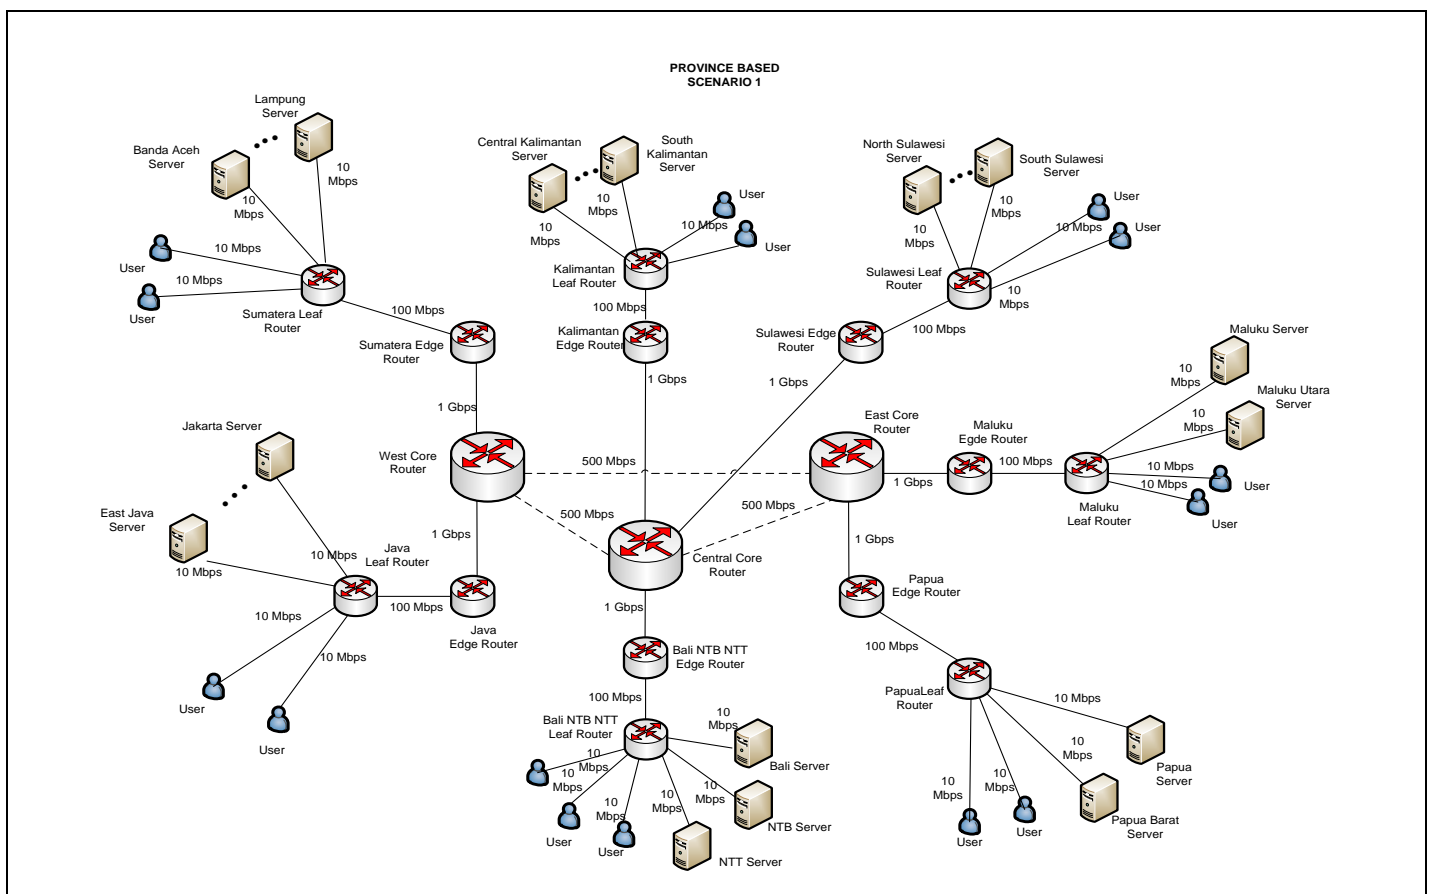 PROVINCE BASED
SCENARIO 1
Lampung
Server
Banda Aceh
Server
10
Mbps
10
Mbps
10 Mbps
User
10 Mbps
User
Sumatera Leaf
Router
100 Mbps
Sumatera Edge
Router
1 Gbps
Central Kalimantan
Server
South
Kalimantan
Server
10
Mbps
10
Mbps
10 Mbps
User
User
Kalimantan
Leaf Router
100 Mbps
Kalimantan
Edge Router
1 Gbps
North Sulawesi
Server
South Sulawesi
Server
10
Mbps
10
Mbps
10 Mbps
User
User
10
Mbps
Sulawesi Leaf
Router
100 Mbps
Sulawesi Edge
Router
1 Gbps
Maluku Server
10
Mbps
Maluku Utara
Server
10
Mbps
10 Mbps
10 Mbps
User
User
Maluku
Leaf Router
100 Mbps
Maluku
Egde Router
1 Gbps
East Core
Router
West Core
Router
500 Mbps
500 Mbps
500 Mbps
Central Core
Router
Jakarta Server
East Java
Server
10 Mbps
10 Mbps
10 Mbps
10 Mbps
User
User
Java
Leaf Router
100 Mbps
Java
Edge Router
1 Gbps
1 Gbps
Bali NTB NTT
Edge Router
100 Mbps
Bali NTB NTT
Leaf Router
10
Mbps
Bali Server
10
Mbps
NTB Server
10
Mbps
NTT Server
10
Mbps
10
Mbps
10
Mbps
User
User
User
1 Gbps
Papua
Edge Router
100 Mbps
PapuaLeaf
Router
10 Mbps
Papua
Server
10
Mbps
Papua Barat
Server
10
Mbps
10
Mbps
User
User